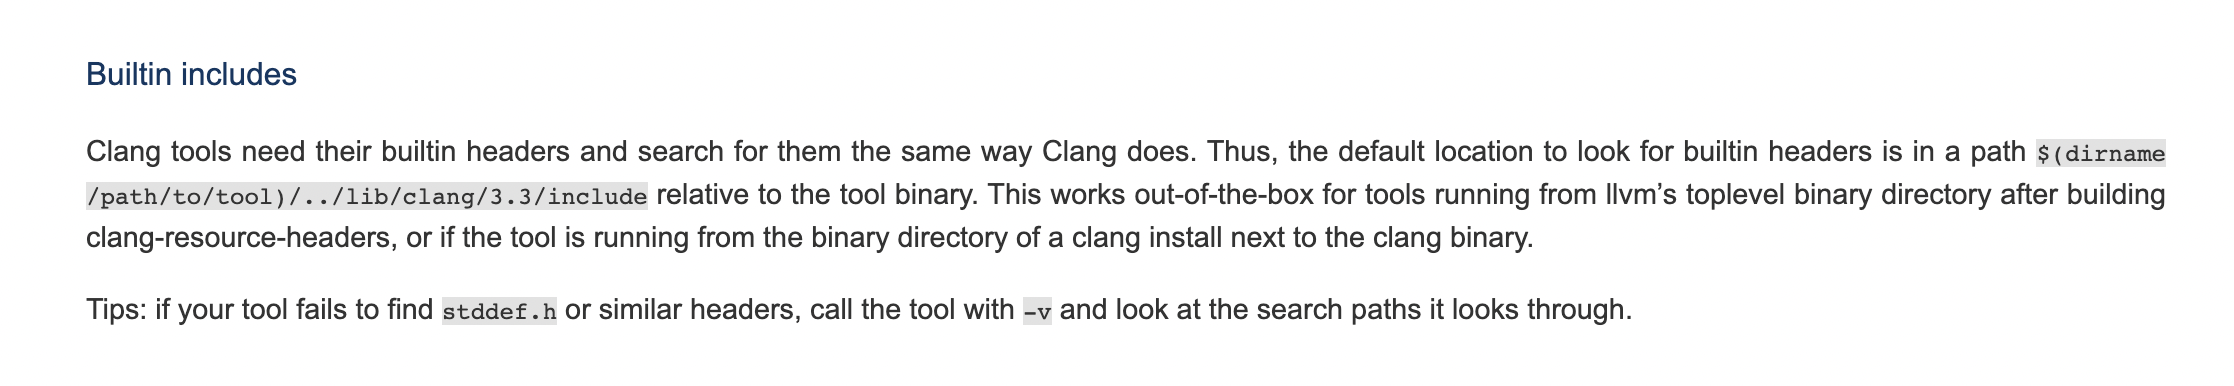 Builtin includes
Clang tools need their builtin headers and search for them the same way Clang does. Thus, the default location to look for builtin headers is in a path $(dirname
/path/to/tool)/../lib/clang/3.3/include relative to the tool binary. This works out-of-the-box for tools running from llvm’s toplevel binary directory after building
clang-resource-headers, or if the tool is running from the binary directory of a clang install next to the clang binary.
Tips: if your tool fails to find stddef.h or similar headers, call the tool with -v and look at the search paths it looks through.